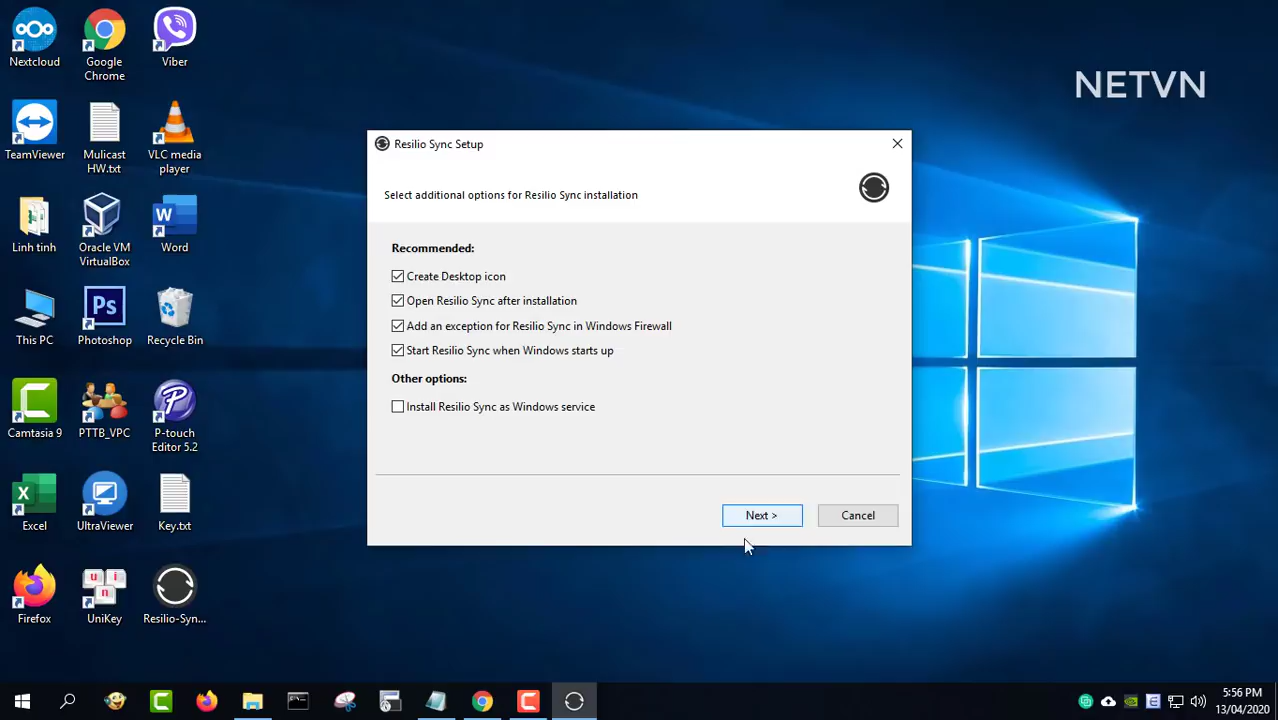 Nextcloud
Google
Chrome
Viber
NETVN
TeamViewer
Mulicast
HW.txt
VLC media
player
Linh tinh
Oracle VM
VirtualBox
W
Word
This PC
Ps
Photoshop
Recycle Bin
C
Camtasia 9
PTTB_VPC
P
P-touch
Editor 5.2
X
Excel
UltraViewer
Key.txt
Firefox
u i
n
UniKey
Resilio-Syn...
Resilio Sync Setup
Select additional options for Resilio Sync installation
Recommended:
Create Desktop icon
Open Resilio Sync after installation
Add an exception for Resilio Sync in Windows Firewall
Start Resilio Sync when Windows starts up
Other options:
Install Resilio Sync as Windows service
Next >
Cancel
C
C
E
5:56 PM
13/04/2020